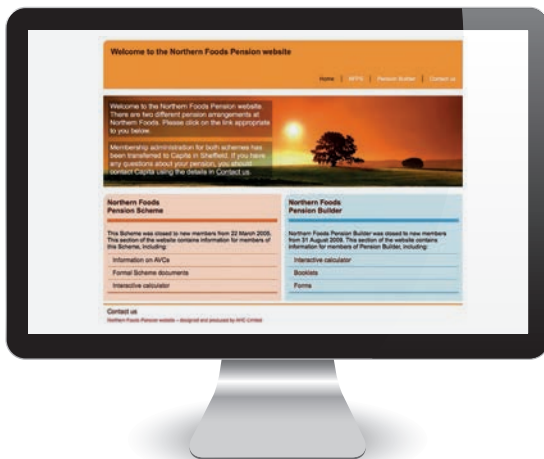 Welcome to the Northern Foods Pension website
Home | NFPS | Pension Builder | Contact us
Welcome to the Northern Foods Pension website.
There are two different pension arrangements at
Northern Foods. Please click on the link appropriate
to you below.
Membership administration for both schemes has
been transferred to Capita in Sheffield. If you have
any questions about your pension, you should
contact Capita using the details in Contact us.
Northern Foods
Pension Scheme
This Scheme was closed to new members from 22 March 2005.
This section of the website contains information for members of
this Scheme, including:
Information on AVCs
Formal Scheme documents
Interactive calculator
Northern Foods
Pension Builder
Northern Foods Pension Builder was closed to new members
from 31 August 2008. This section of the website contains
information for members of Pension Builder, including:
Interactive calculator
Booklets
Forms
Contact us
Northern Foods Pension website – designed and produced by AHC Limited